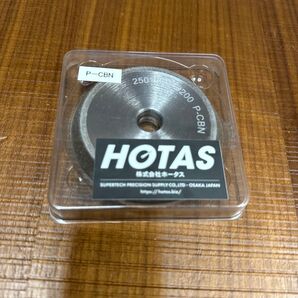 P-CBN
200 P-CBN
HOTAS
株式会社ホータス
SUPERTECH PRECISION SUPPLY CO.,LTD - OSAKA JAPAN
https://hotas.biz/